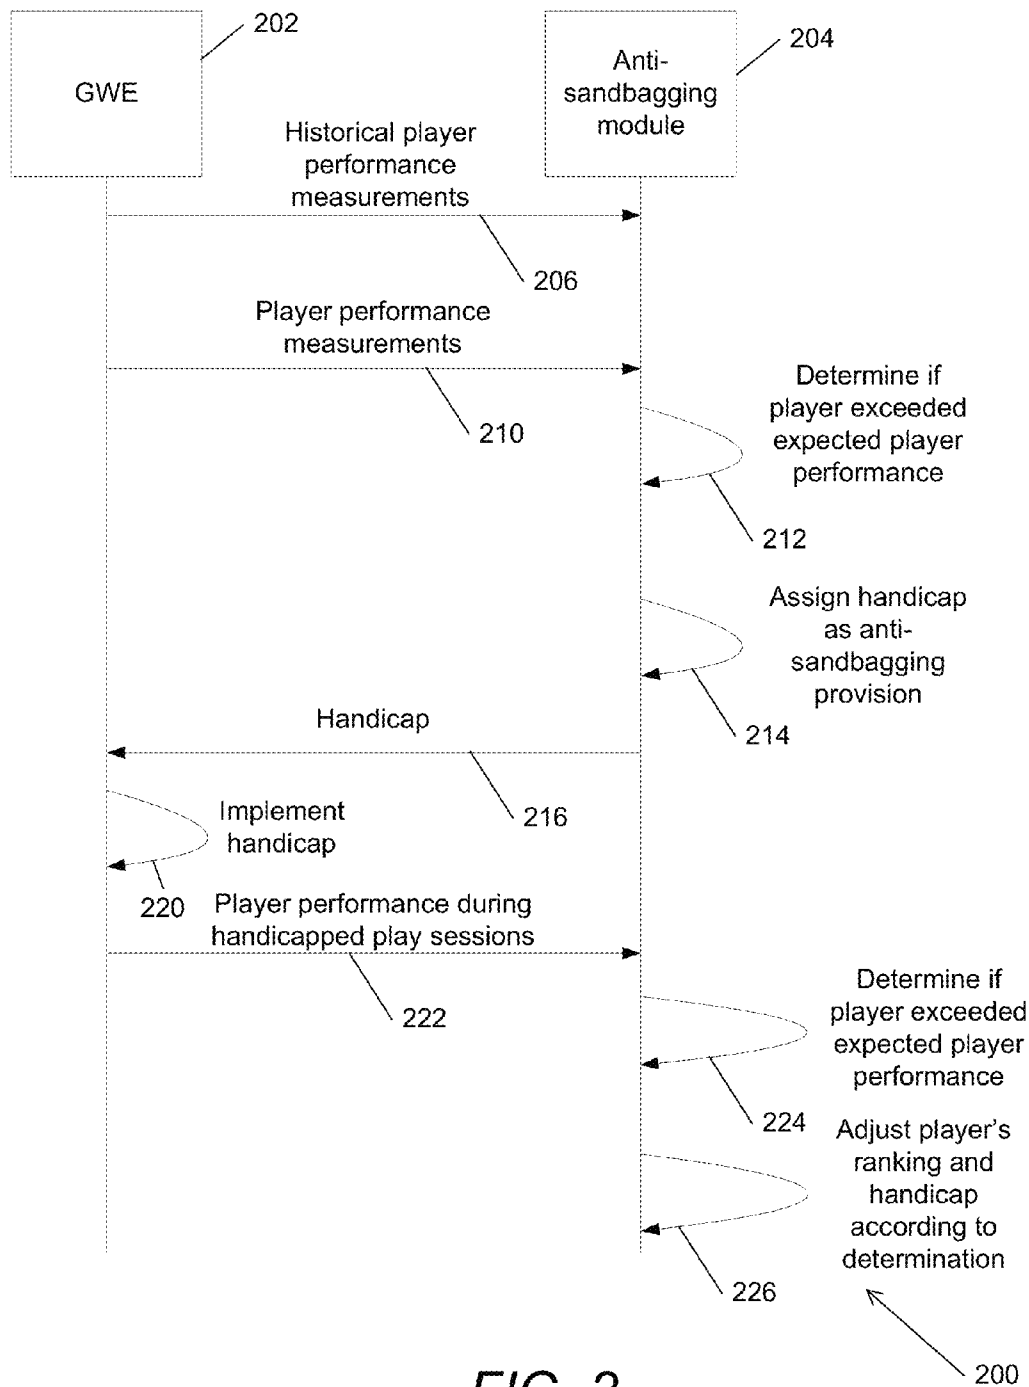 202
204
GWE
Anti-
sandbagging
module
Historical player
performance
measurements
206
Player performance
measurements
210
Determine if
player exceeded
expected player
performance
212
Assign handicap
as anti-
sandbagging
provision
214
Handicap
216
Implement
handicap
220
Player performance during
handicapped play sessions
222
Determine if
player exceeded
expected player
performance
224
Adjust player's
ranking and
handicap
according to
determination
226
200
FIG.